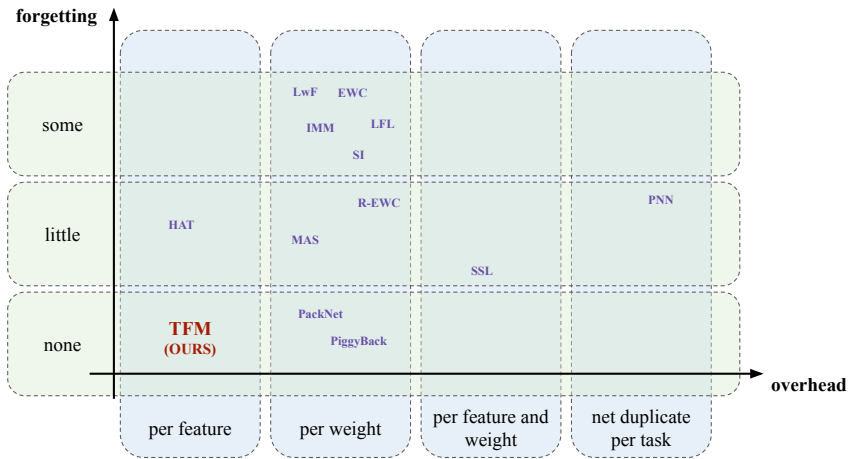 forgetting
some
LwF
EWC
IMM
LFL
SI
little
HAT
R-EWC
MAS
SSL
PNN
none
TFM
(OURS)
PackNet
PiggyBack
overhead
per feature
per weight
per feature and
weight
net duplicate
per task